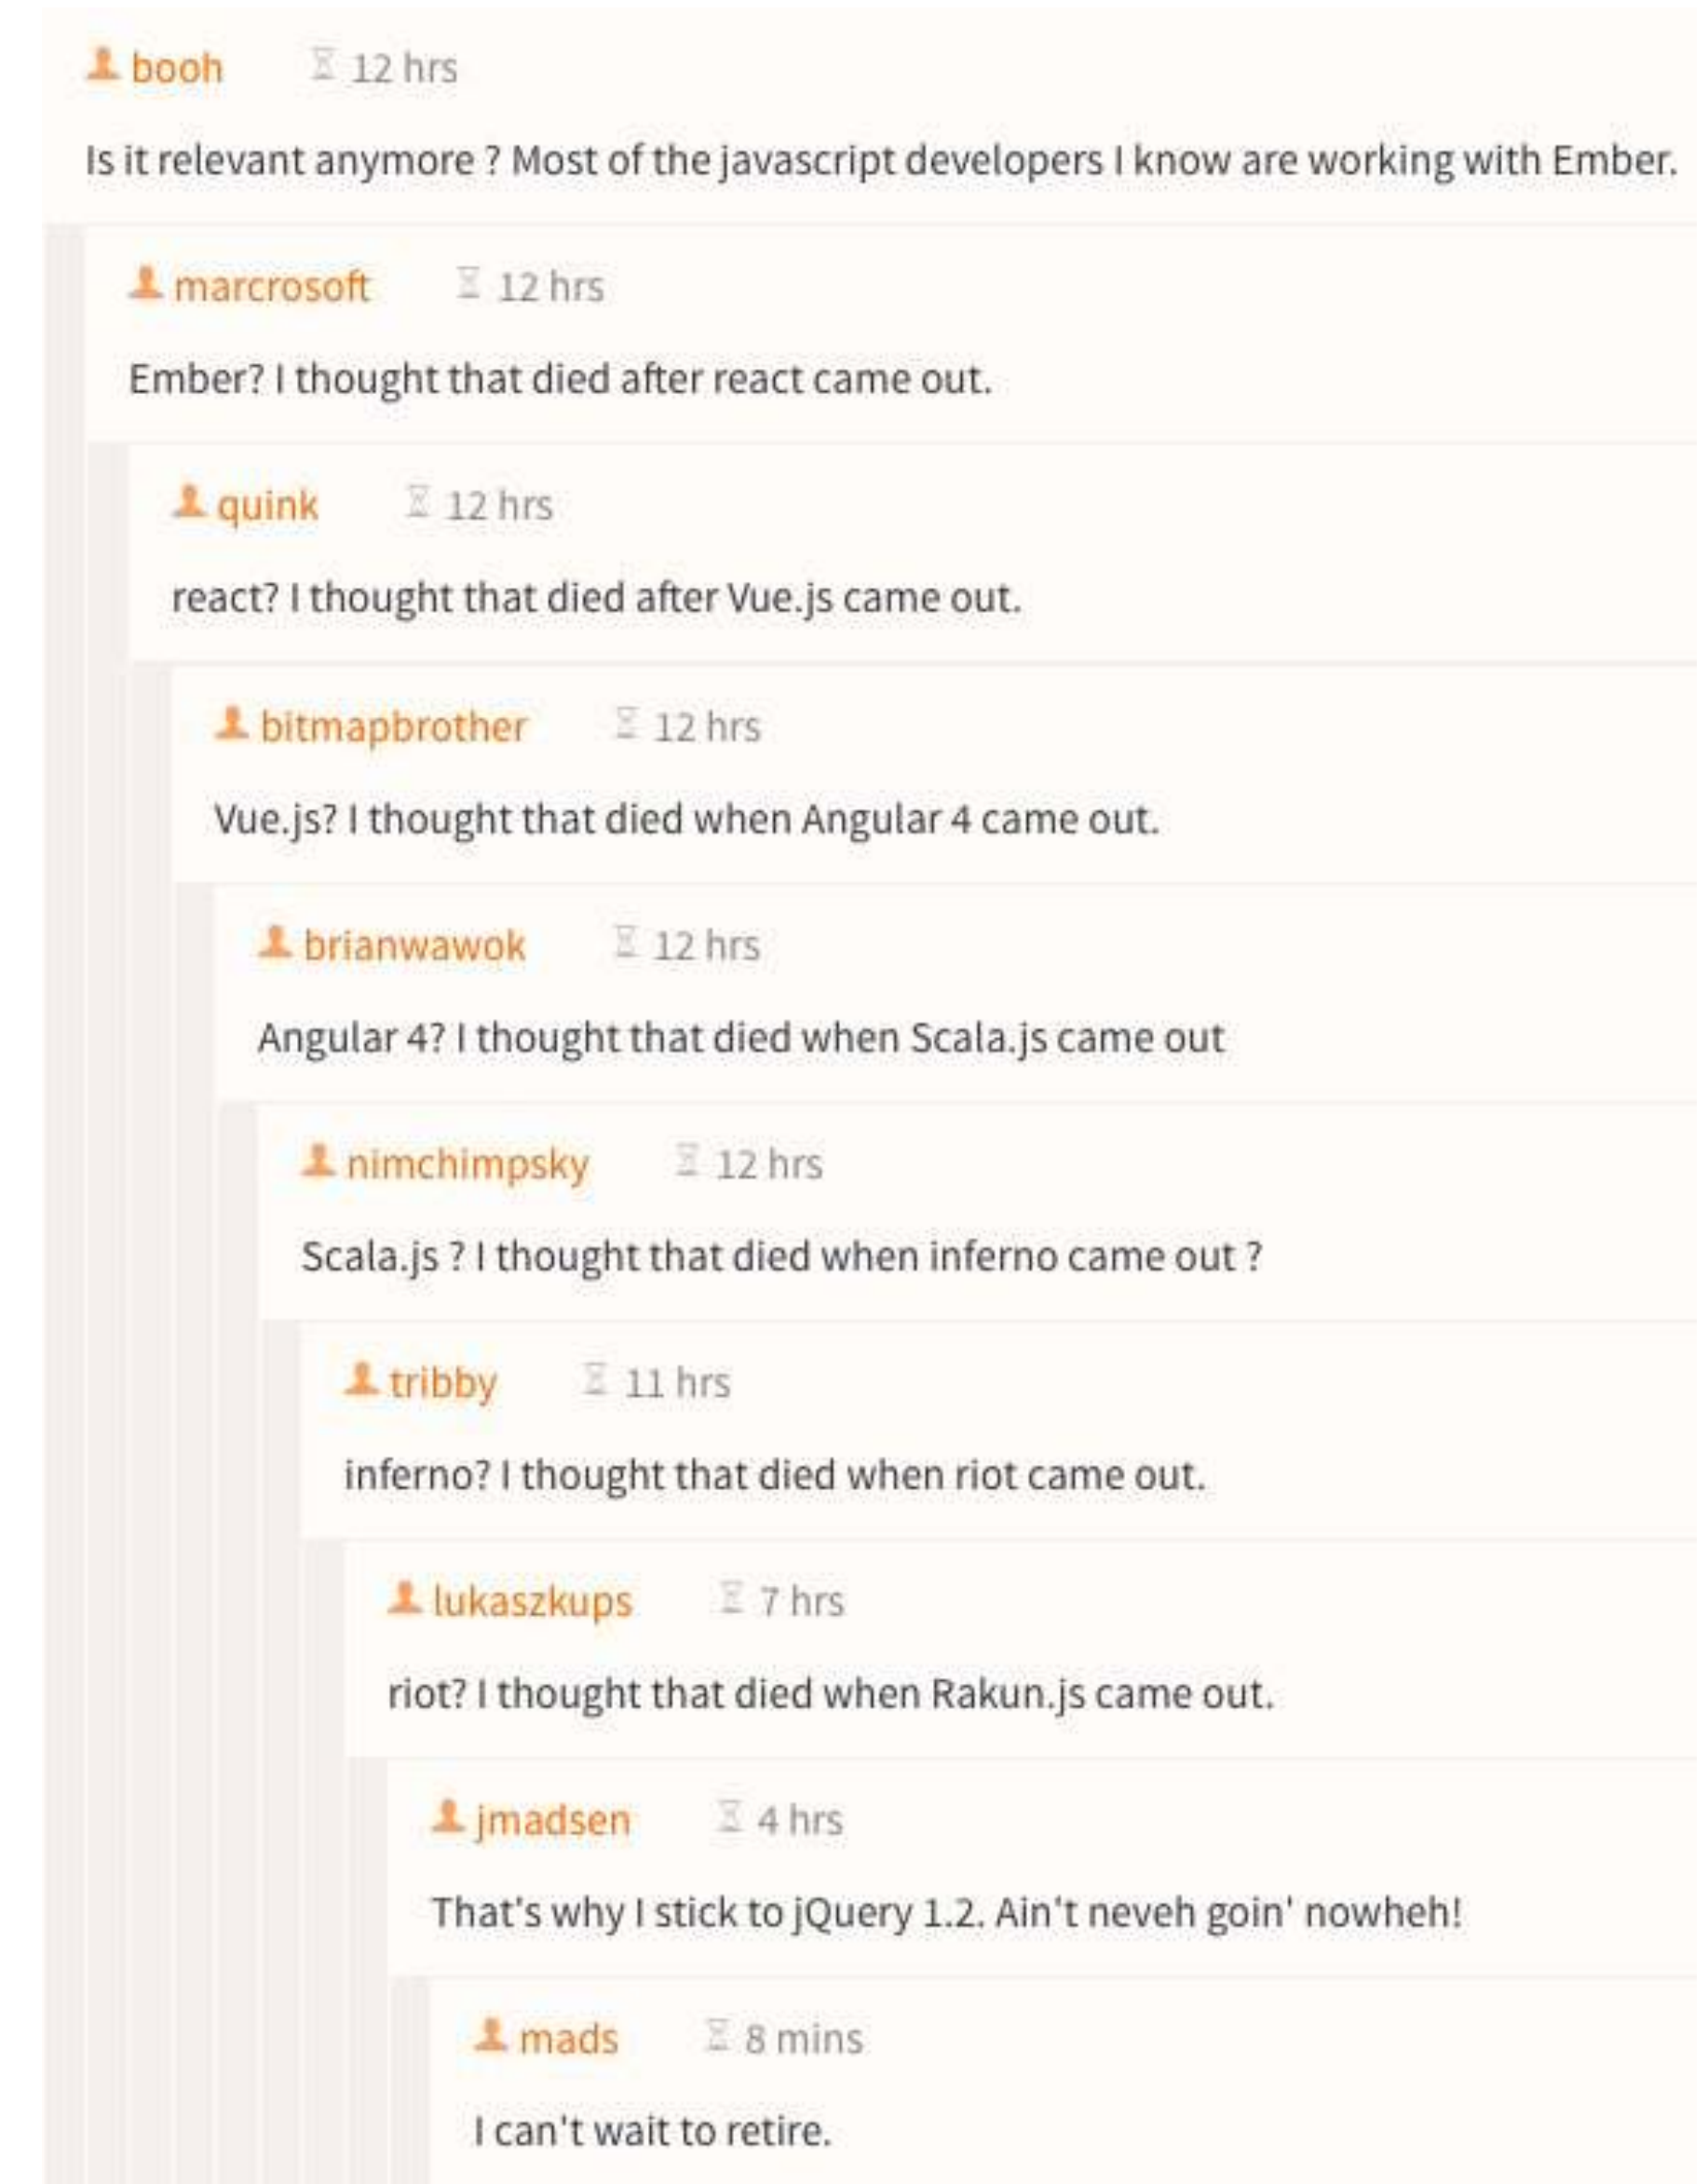 booh 12 hrs
Is it relevant anymore ? Most of the javascript developers I know are working with Ember.
marcrosoft 12 hrs
Ember? I thought that died after react came out.
quink 12 hrs
react? I thought that died after Vue.js came out.
bitmapbrother 12 hrs
Vue.js? I thought that died when Angular 4 came out.
brianwawok 12 hrs
Angular 4? I thought that died when Scala.js came out
nimchimpsky 12 hrs
Scala.js ? I thought that died when inferno came out ?
tribby 11 hrs
inferno? I thought that died when riot came out.
lukaszkups 7 hrs
riot? I thought that died when Rakun.js came out.
jmadsen 4 hrs
That's why I stick to jQuery 1.2. Ain't neveh goin' nowheh!
mads 8 mins
I can't wait to retire.